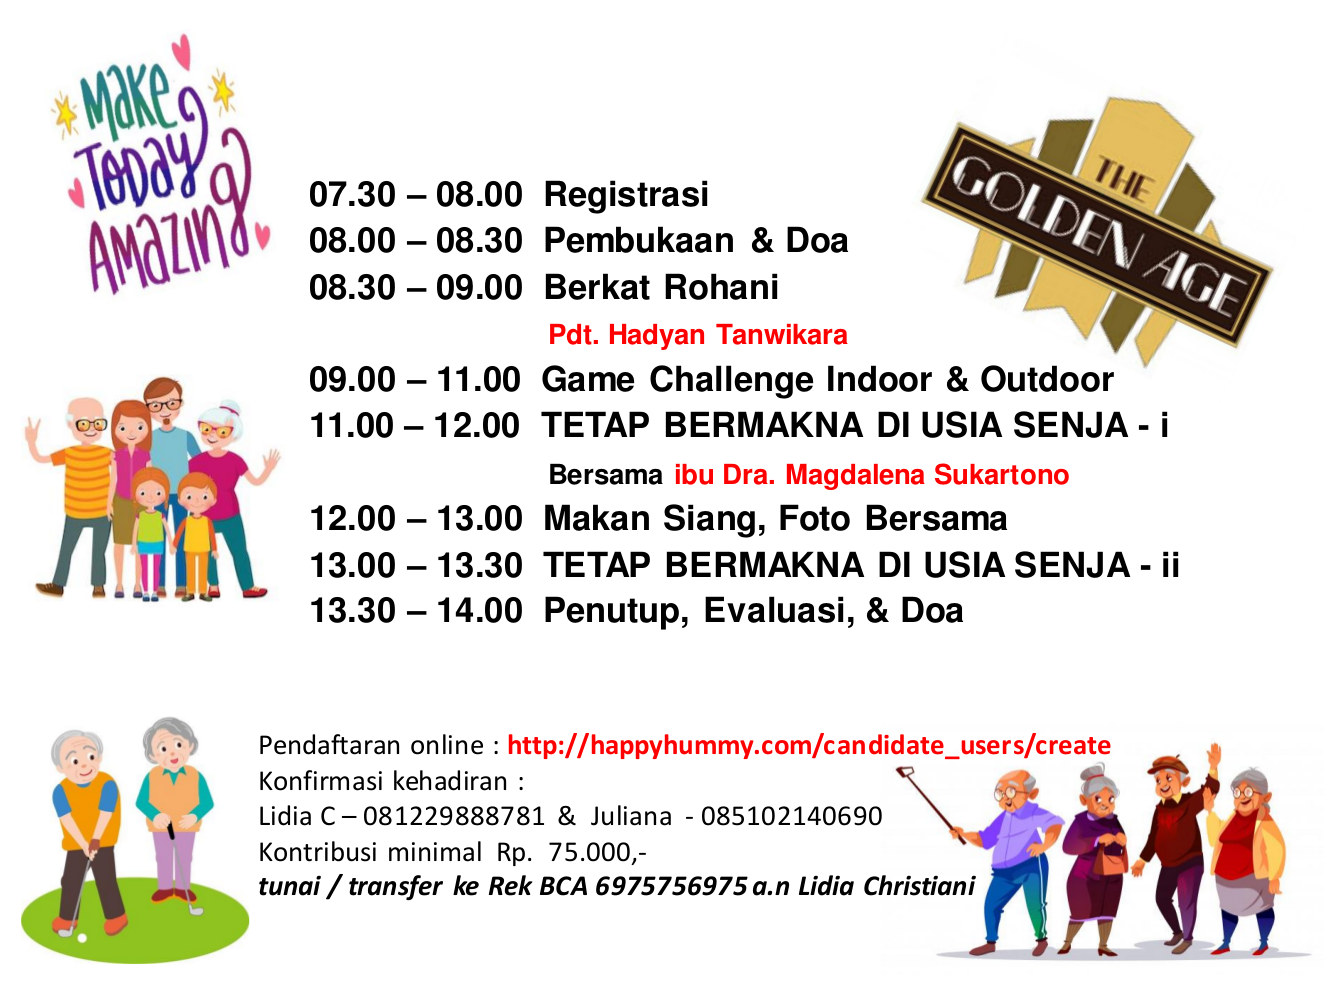 MAKE
TODAY
AMAZING
THE
GOLDEN AGE
07.30 – 08.00 Registrasi
08.00 – 08.30 Pembukaan & Doa
08.30 – 09.00 Berkat Rohani
Pdt. Hadyan Tanwikara
09.00 – 11.00 Game Challenge Indoor & Outdoor
11.00 – 12.00 TETAP BERMAKNA DI USIA SENJA - i
Bersama ibu Dra. Magdalena Sukartono
12.00 – 13.00 Makan Siang, Foto Bersama
13.00 – 13.30 TETAP BERMAKNA DI USIA SENJA - ii
13.30 – 14.00 Penutup, Evaluasi, & Doa
Pendaftaran online : http://happyhummy.com/candidate_users/create
Konfirmasi kehadiran :
Lidia C – 081229888781 & Juliana - 085102140690
Kontribusi minimal Rp. 75.000,-
tunai / transfer ke Rek BCA 6975756975 a.n Lidia Christiani